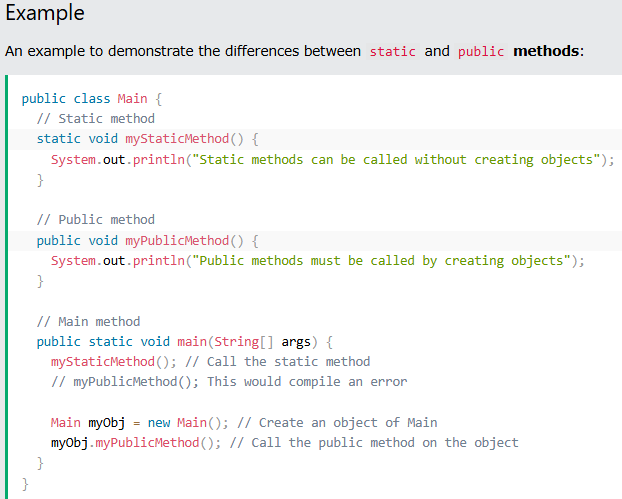 Example
An example to demonstrate the differences between static and public methods:
public class Main {
  // Static method
  static void myStaticMethod() {
    System.out.println("Static methods can be called without creating objects");
  }

  // Public method
  public void myPublicMethod() {
    System.out.println("Public methods must be called by creating objects");
  }

  // Main method
  public static void main(String[] args) {
    myStaticMethod(); // Call the static method
    // myPublicMethod(); This would compile an error

    Main myObj = new Main(); // Create an object of Main
    myObj.myPublicMethod(); // Call the public method on the object
  }
}